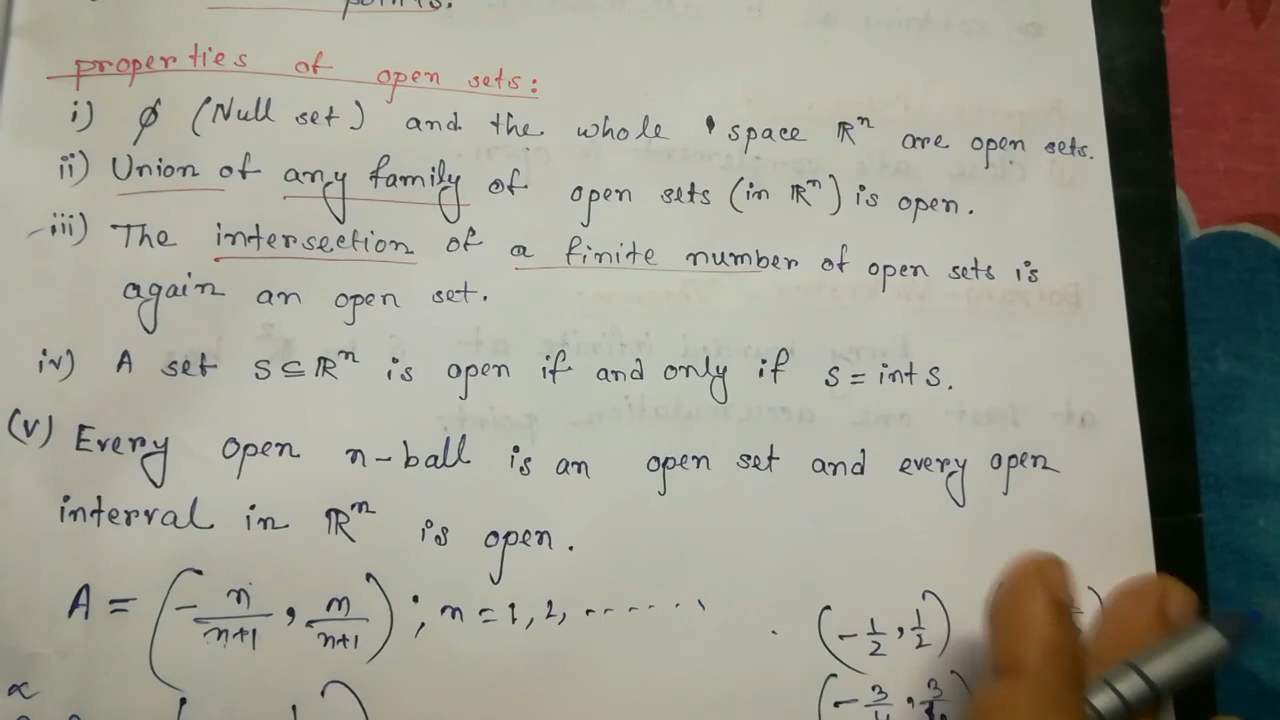 points.
properties of open sets:
i) ϕ (Null set) and the whole space ℝⁿ are open sets.
ii) Union of any family of open sets (in ℝⁿ) is open.
iii) The intersection of a finite number of open sets is
again an open set.
iv) A set S⊆ℝⁿ is open if and only if S = int S.
(v) Every open n-ball is an open set and every open
interval in ℝⁿ is open.
A = (-n/n+1, n/n+1); n = 1, 2, ......
(-1/2, 1/2)